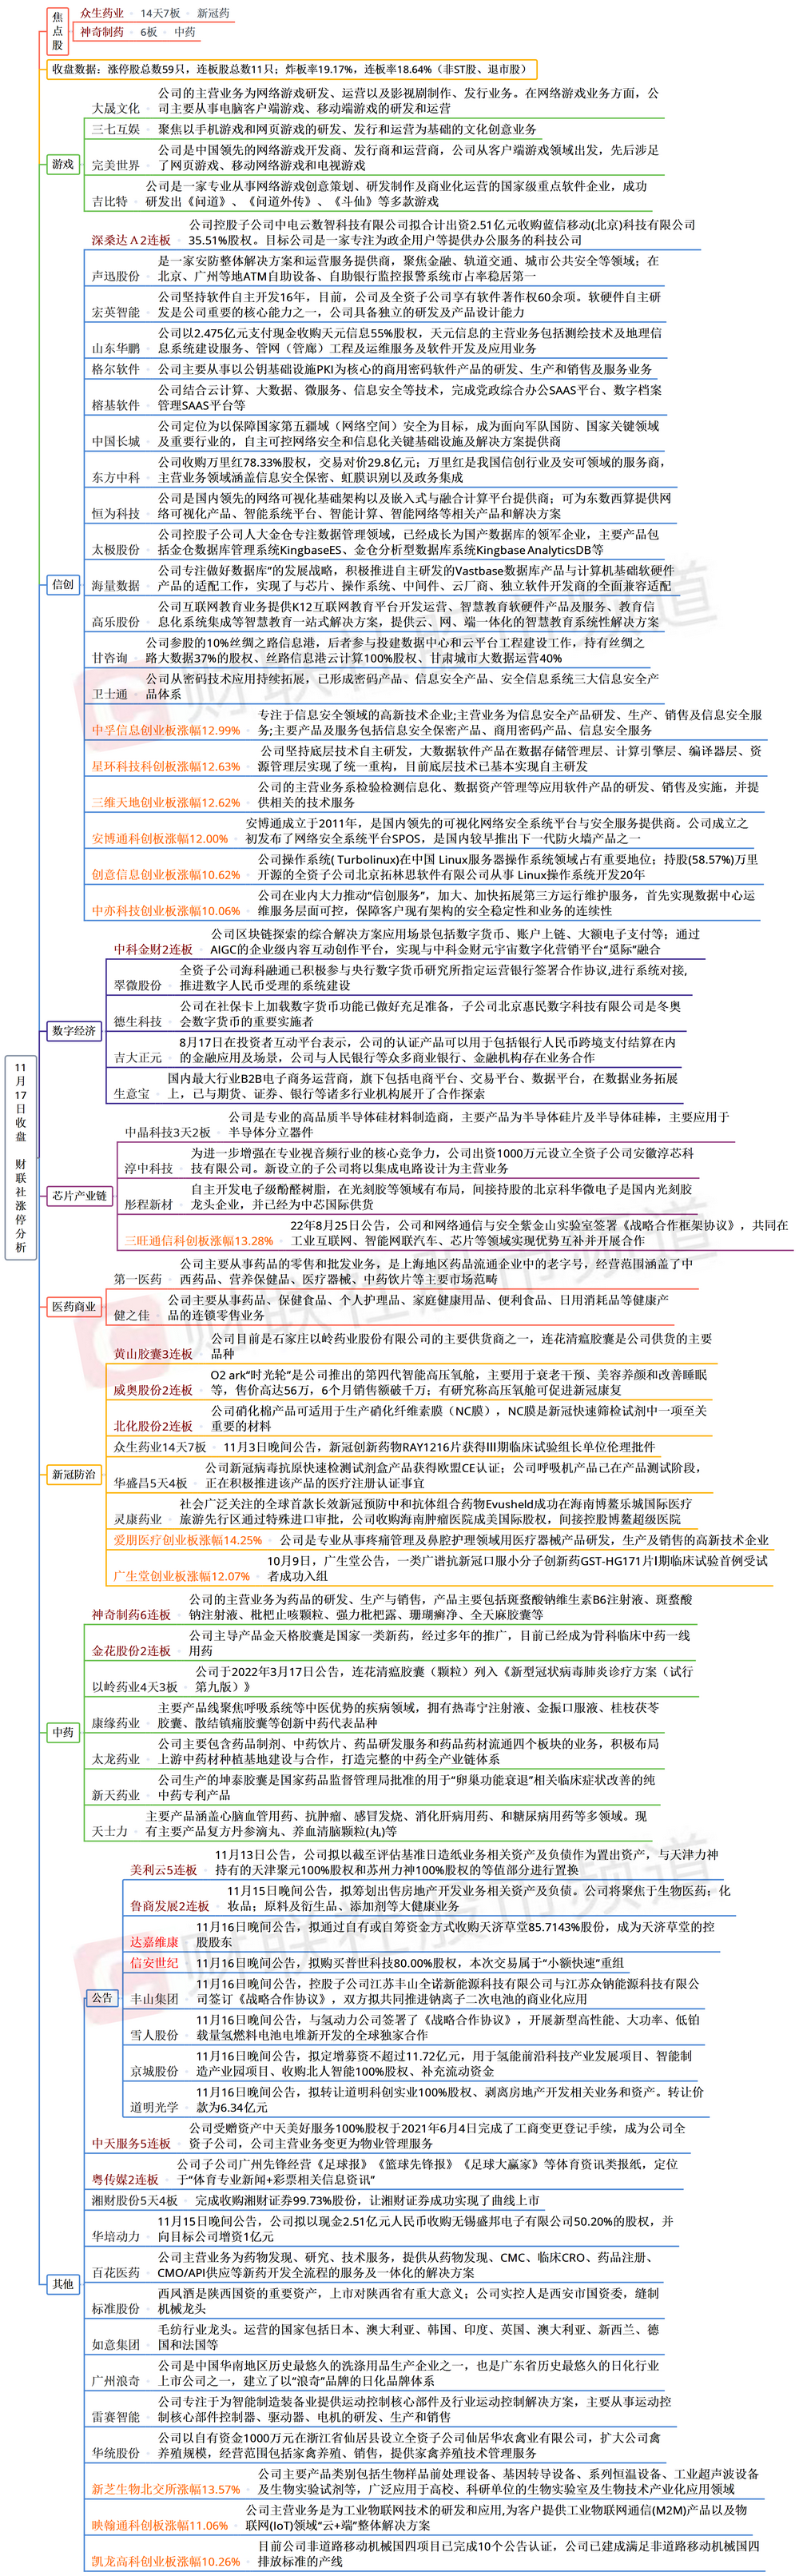 焦点股
众生药业 14天7板 新冠药
神奇制药 6板 中药
收盘数据：涨停股总数59只，连板股总数11只；炸板率19.17%，连板率18.64%（非ST股、退市股）
11月17日收盘 财联社涨停分析
游戏
大晟文化
公司的主营业务为网络游戏研发、运营以及影视剧制作、发行业务。在网络游戏业务方面，公
司主要从事电脑客户端游戏、移动端游戏的研发和运营
三七互娱 聚焦以手机游戏和网页游戏的研发、发行和运营为基础的文化创意业务
完美世界
公司是中国领先的网络游戏开发商、发行商和运营商，公司从客户端游戏领域出发，先后涉足
了网页游戏、移动网络游戏和电视游戏
吉比特
公司是一家专业从事网络游戏创意策划、研发制作及商业化运营的国家级重点软件企业，成功
研发出《问道》、《问道外传》、《斗仙》等多款游戏
信创
深桑达Ａ2连板
公司控股子公司中电云数智科技有限公司拟合计出资2.51亿元收购蓝信移动(北京)科技有限公司
35.51%股权。目标公司是一家专注为政企用户等提供办公服务的科技公司
声迅股份
是一家安防整体解决方案和运营服务提供商，聚焦金融、轨道交通、城市公共安全等领域；在
北京、广州等地ATM自助设备、自助银行监控报警系统市占率稳居第一
宏英智能
公司坚持软件自主开发16年，目前，公司及全资子公司享有软件著作权60余项。软硬件自主研
发是公司重要的核心能力之一，公司具备独立的研发及产品设计能力
山东华鹏
公司以2.475亿元支付现金收购天元信息55%股权，天元信息的主营业务包括测绘技术及地理信
息系统建设服务、管网（管廊）工程及运维服务及软件开发及应用业务
格尔软件 公司主要从事以公钥基础设施PKI为核心的商用密码软件产品的研发、生产和销售及服务业务
榕基软件
公司结合云计算、大数据、微服务、信息安全等技术，完成党政综合办公SAAS平台、数字档案
管理SAAS平台等
中国长城
公司定位为以保障国家第五疆域（网络空间）安全为目标，成为面向军队国防、国家关键领域
及重要行业的，自主可控网络安全和信息化关键基础设施及解决方案提供商
东方中科
公司收购万里红78.33%股权，交易对价29.8亿元；万里红是我国信创行业及安可领域的服务商，
主营业务领域涵盖信息安全保密、虹膜识别以及政务集成
恒为科技
公司是国内领先的网络可视化基础架构以及嵌入式与融合计算平台提供商；可为东数西算提供网
络可视化产品、智能系统平台、智能计算、智能网络等相关产品和解决方案
太极股份
公司控股子公司人大金仓专注数据管理领域，已经成长为国产数据库的领军企业，主要产品包
括金仓数据库管理系统KingbaseES、金仓分析型数据库系统Kingbase AnalyticsDB等
海量数据
公司专注做好数据库”的发展战略，积极推进自主研发的Vastbase数据库产品与计算机基础软硬件
产品的适配工作，实现了与芯片、操作系统、中间件、云厂商、独立软件开发商的全面兼容适配
高乐股份
公司互联网教育业务提供K12互联网教育平台开发运营、智慧教育软硬件产品及服务、教育信
息化系统集成等智慧教育一站式解决方案，提供云、网、端一体化的智慧教育系统性解决方案
甘咨询
公司参股的10%丝绸之路信息港，后者参与投建数据中心和云平台工程建设工作，持有丝绸之
路大数据37%的股权、丝路信息港云计算100%股权、甘肃城市大数据运营40%
卫士通
公司从密码技术应用持续拓展，已形成密码产品、信息安全产品、安全信息系统三大信息安全产
品体系
中孚信息创业板涨幅12.99%
专注于信息安全领域的高新技术企业;主营业务为信息安全产品研发、生产、销售及信息安全服
务;主要产品及服务包括信息安全保密产品、商用密码产品、信息安全服务
星环科技科创板涨幅12.63%
公司坚持底层技术自主研发，大数据软件产品在数据存储管理层、计算引擎层、编译器层、资
源管理层实现了统一重构，目前底层技术已基本实现自主研发
三维天地创业板涨幅12.62%
公司的主营业务系检验检测信息化、数据资产管理等应用软件产品的研发、销售及实施，并提
供相关的技术服务
安博通科创板涨幅12.00%
安博通成立于2011年，是国内领先的可视化网络安全系统平台与安全服务提供商。公司成立之
初发布了网络安全系统平台SPOS，是国内较早推出下一代防火墙产品之一
创意信息创业板涨幅10.62%
公司操作系统( Turbolinux)在中国 Linux服务器操作系统领域占有重要地位；持股(58.57%)万里
开源的全资子公司北京拓林思软件有限公司从事 Linux操作系统开发20年
中亦科技创业板涨幅10.06%
公司在业内大力推动“信创服务”，加大、加快拓展第三方运行维护服务，首先实现数据中心运
维服务层面可控，保障客户现有架构的安全稳定性和业务的连续性
数字经济
中科金财2连板
公司区块链探索的综合解决方案应用场景包括数字货币、账户上链、大额电子支付等；通过
AIGC的企业级内容互动创作平台，实现与中科金财元宇宙数字化营销平台“觅际”融合
翠微股份
全资子公司海科融通已积极参与央行数字货币研究所指定运营银行签署合作协议,进行系统对接,
推进数字人民币受理的系统建设
德生科技
公司在社保卡上加载数字货币功能已做好充足准备，子公司北京惠民数字科技有限公司是冬奥
会数字货币的重要实施者
吉大正元
8月17日在投资者互动平台表示，公司的认证产品可以用于包括银行人民币跨境支付结算在内
的金融应用及场景，公司与人民银行等众多商业银行、金融机构存在业务合作
生意宝
国内最大行业B2B电子商务运营商，旗下包括电商平台、交易平台、数据平台，在数据业务拓展
上，已与期货、证券、银行等诸多行业机构展开了合作探索
芯片产业链
中晶科技3天2板
公司是专业的高品质半导体硅材料制造商，主要产品为半导体硅片及半导体硅棒，主要应用于
半导体分立器件
淳中科技
为进一步增强在专业视音频行业的核心竞争力，公司出资1000万元设立全资子公司安徽淳芯科
技有限公司。新设立的子公司将以集成电路设计为主营业务
彤程新材
自主开发电子级酚醛树脂，在光刻胶等领域有布局，间接持股的北京科华微电子是国内光刻胶
龙头企业，并已经为中芯国际供货
三旺通信科创板涨幅13.28%
22年8月25日公告，公司和网络通信与安全紫金山实验室签署《战略合作框架协议》，共同在
工业互联网、智能网联汽车、芯片等领域实现优势互补并开展合作
医药商业
第一医药
公司主要从事药品的零售和批发业务，是上海地区药品流通企业中的老字号，经营范围涵盖了中
西药品、营养保健品、医疗器械、中药饮片等主要市场范畴
健之佳
公司主要从事药品、保健食品、个人护理品、家庭健康用品、便利食品、日用消耗品等健康产
品的连锁零售业务
新冠防治
黄山胶囊3连板
公司目前是石家庄以岭药业股份有限公司的主要供货商之一，连花清瘟胶囊是公司供货的主要
品种
威奥股份2连板
O2 ark“时光轮”是公司推出的第四代智能高压氧舱，主要用于衰老干预、美容养颜和改善睡眠
等，售价高达56万，6个月销售额破千万；有研究称高压氧舱可促进新冠康复
北化股份2连板
公司硝化棉产品可适用于生产硝化纤维素膜（NC膜），NC膜是新冠快速筛检试剂中一项至关
重要的材料
众生药业14天7板 11月3日晚间公告，新冠创新药物RAY1216片获得III期临床试验组长单位伦理批件
华盛昌5天4板
公司新冠病毒抗原快速检测试剂盒产品获得欧盟CE认证；公司呼吸机产品已在产品测试阶段，
正在积极推进该产品的医疗注册认证事宜
灵康药业
社会广泛关注的全球首款长效新冠预防中和抗体组合药物Evusheld成功在海南博鳌乐城国际医疗
旅游先行区通过特殊进口审批，公司收购海南肿瘤医院成美国际股权，间接控股博鳌超级医院
爱朋医疗创业板涨幅14.25% 公司是专业从事疼痛管理及鼻腔护理领域用医疗器械产品研发，生产及销售的高新技术企业
广生堂创业板涨幅12.07%
10月9日，广生堂公告，一类广谱抗新冠口服小分子创新药GST-HG171片I期临床试验首例受试
者成功入组
中药
神奇制药6连板
公司的主营业务为药品的研发、生产与销售，产品主要包括斑蝥酸钠维生素B6注射液、斑蝥酸
钠注射液、枇杷止咳颗粒、强力枇杷露、珊瑚癣净、全天麻胶囊等
金花股份2连板
公司主导产品金天格胶囊是国家一类新药，经过多年的推广，目前已经成为骨科临床中药一线
用药
以岭药业4天3板
公司于2022年3月17日公告，连花清瘟胶囊（颗粒）列入《新型冠状病毒肺炎诊疗方案（试行
第九版）》
康缘药业
主要产品线聚焦呼吸系统等中医优势的疾病领域，拥有热毒宁注射液、金振口服液、桂枝茯苓
胶囊、散结镇痛胶囊等创新中药代表品种
太龙药业
公司主要包含药品制剂、中药饮片、药品研发服务和药品药材流通四个板块的业务，积极布局
上游中药材种植基地建设与合作，打造完整的中药全产业链体系
新天药业
公司生产的坤泰胶囊是国家药品监督管理局批准的用于“卵巢功能衰退”相关临床症状改善的纯
中药专利产品
天士力
主要产品涵盖心脑血管用药、抗肿瘤、感冒发烧、消化肝病用药、和糖尿病用药等多领域。现
有主要产品复方丹参滴丸、养血清脑颗粒(丸)等
其他
公告
美利云5连板
11月13日公告，公司拟以截至评估基准日造纸业务相关资产及负债作为置出资产，与天津力神
持有的天津聚元100%股权和苏州力神100%股权的等值部分进行置换
鲁商发展2连板
11月15日晚间公告，拟筹划出售房地产开发业务相关资产及负债。公司将聚焦于生物医药；化
妆品；原料及衍生品、添加剂等大健康业务
达嘉维康
11月16日晚间公告，拟通过自有或自筹资金方式收购天济草堂85.7143%股份，成为天济草堂的控
股股东
信安世纪 11月16日晚间公告，拟购买普世科技80.00%股权，本次交易属于“小额快速”重组
丰山集团
11月16日晚间公告，控股子公司江苏丰山全诺新能源科技有限公司与江苏众钠能源科技有限公
司签订《战略合作协议》，双方拟共同推进钠离子二次电池的商业化应用
雪人股份
11月16日晚间公告，与氢动力公司签署了《战略合作协议》，开展新型高性能、大功率、低铂
载量氢燃料电池电堆新开发的全球独家合作
京城股份
11月16日晚间公告，拟定增募资不超过11.72亿元，用于氢能前沿科技产业发展项目、智能制
造产业园项目、收购北人智能100%股权、补充流动资金
道明光学
11月16日晚间公告，拟转让道明科创实业100%股权、剥离房地产开发相关业务和资产。转让价
款为6.34亿元
中天服务5连板
公司受赠资产中天美好服务100%股权于2021年6月4日完成了工商变更登记手续，成为公司全
资子公司，公司主营业务变更为物业管理服务
粤传媒2连板
公司子公司广州先锋经营《足球报》《篮球先锋报》《足球大赢家》等体育资讯类报纸，定位
于“体育专业新闻+彩票相关信息资讯”
湘财股份5天4板 完成收购湘财证券99.73%股份，让湘财证券成功实现了曲线上市
华培动力
11月15日晚间公告，公司拟以现金2.51亿元人民币收购无锡盛邦电子有限公司50.20%的股权，并
向目标公司增资1亿元
百花医药
公司主营业务为药物发现、研究、技术服务，提供从药物发现、CMC、临床CRO、药品注册、
CMO/API供应等新药开发全流程的服务及一体化的解决方案
标准股份
西风酒是陕西国资的重要资产，上市对陕西省有重大意义；公司实控人是西安市国资委，缝制
机械龙头
如意集团
毛纺行业龙头。运营的国家包括日本、澳大利亚、韩国、印度、英国、澳大利亚、新西兰、德
国和法国等
广州浪奇
公司是中国华南地区历史最悠久的洗涤用品生产企业之一，也是广东省历史最悠久的日化行业
上市公司之一，建立了以“浪奇”品牌的日化品牌体系
雷赛智能
公司专注于为智能制造装备业提供运动控制核心部件及行业运动控制解决方案，主要从事运动控
制核心部件控制器、驱动器、电机的研发、生产和销售
华统股份
公司以自有资金1000万元在浙江省仙居县设立全资子公司仙居华农禽业有限公司，扩大公司禽
养殖规模，经营范围包括家禽养殖、销售，提供家禽养殖技术管理服务
新芝生物北交所涨幅13.57%
公司主要产品类别包括生物样品前处理设备、基因转导设备、系列恒温设备、工业超声波设备
及生物实验试剂等，广泛应用于高校、科研单位的生物实验室及生物技术产业化应用领域
映翰通科创板涨幅11.06%
公司主营业务是为工业物联网技术的研发和应用,为客户提供工业物联网通信(M2M)产品以及物
联网(IoT)领域“云+端”整体解决方案
凯龙高科创业板涨幅10.26%
目前公司非道路移动机械国四项目已完成10个公告认证，公司已建成满足非道路移动机械国四
排放标准的产线
财联社股市频道
财联社股市频道
财联社股市频道